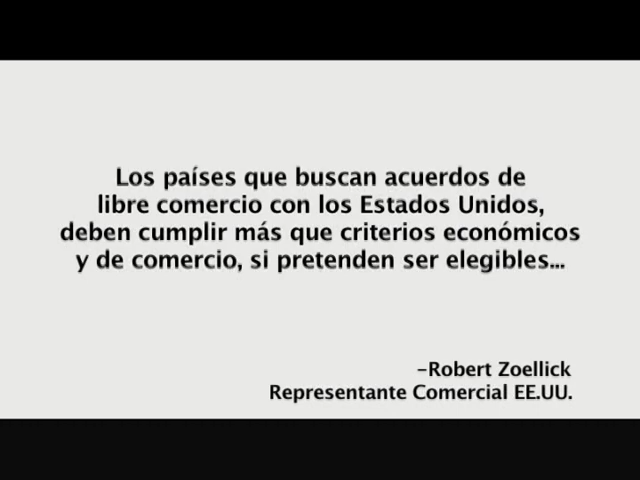 Los países que buscan acuerdos de
libre comercio con los Estados Unidos,
deben cumplir más que criterios económicos
y de comercio, si pretenden ser elegibles...
–Robert Zoellick
Representante Comercial EE.UU.